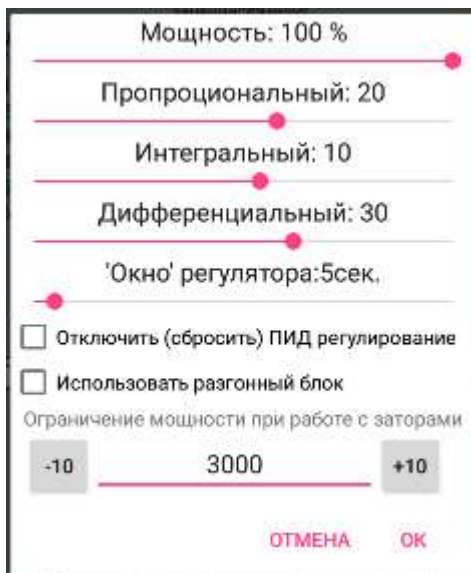 Мощность: 100 %
Пропроциональный: 20
Интегральный: 10
Дифференциальный: 30
'Окно' регулятора:5сек.
Отключить (сбросить) ПИД регулирование
Использовать разгонный блок
Ограничение мощности при работе с заторами
-10 3000 +10
ОТМЕНА ОК